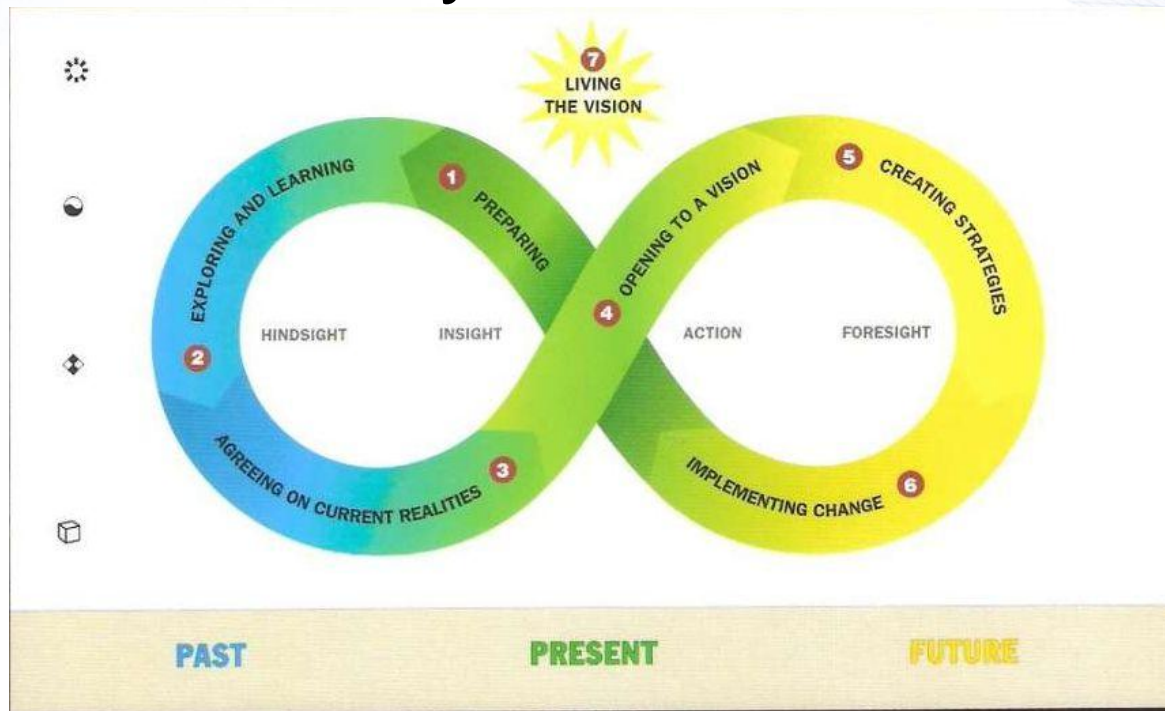 7
LIVING
THE VISION
1 PREPARING
2 EXPLORING AND LEARNING
3 AGREEING ON CURRENT REALITIES
4 OPENING TO A VISION
5 CREATING STRATEGIES
6 IMPLEMENTING CHANGE
HINDSIGHT INSIGHT ACTION FORESIGHT
PAST PRESENT FUTURE